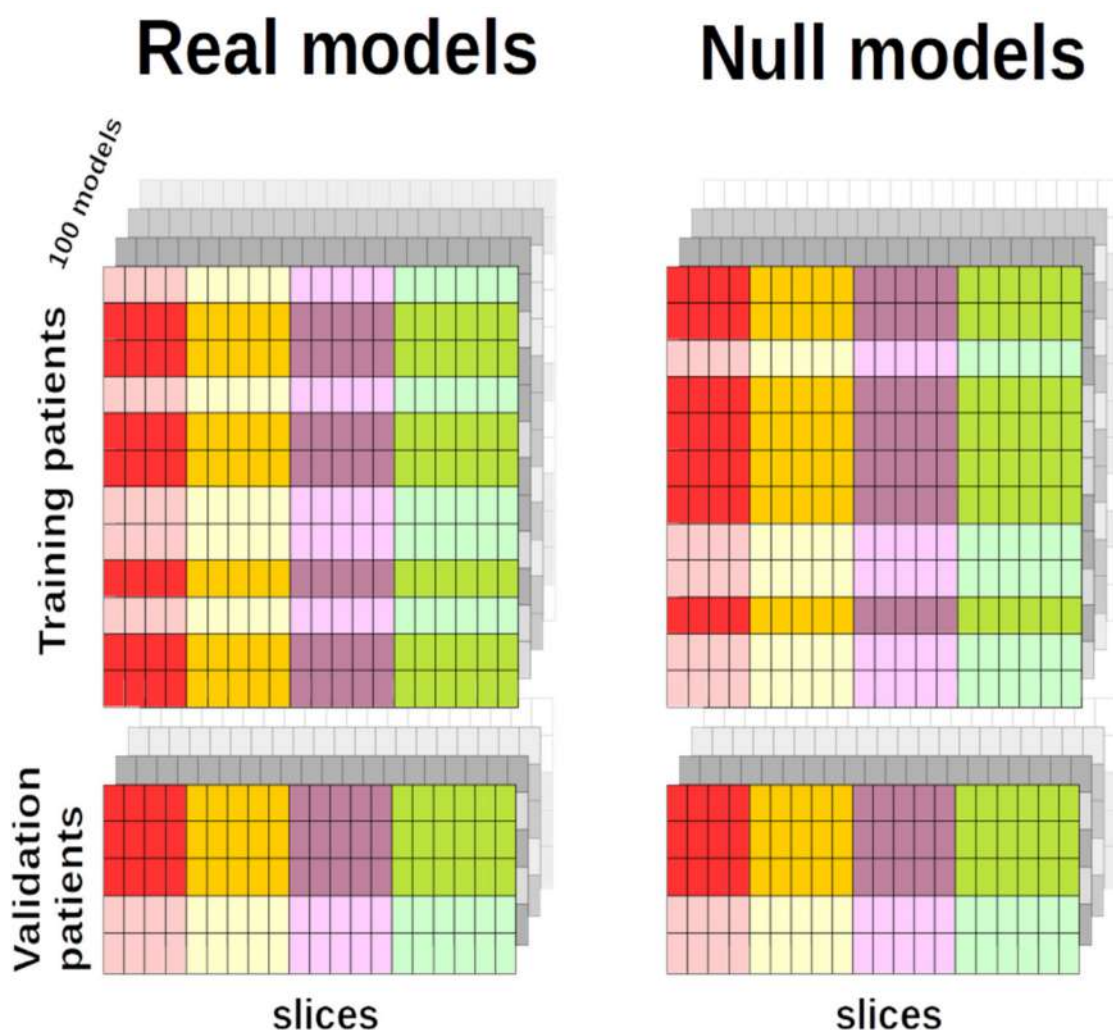 Real models
Null models
100 models
Training patients
Validation
patients
slices
slices